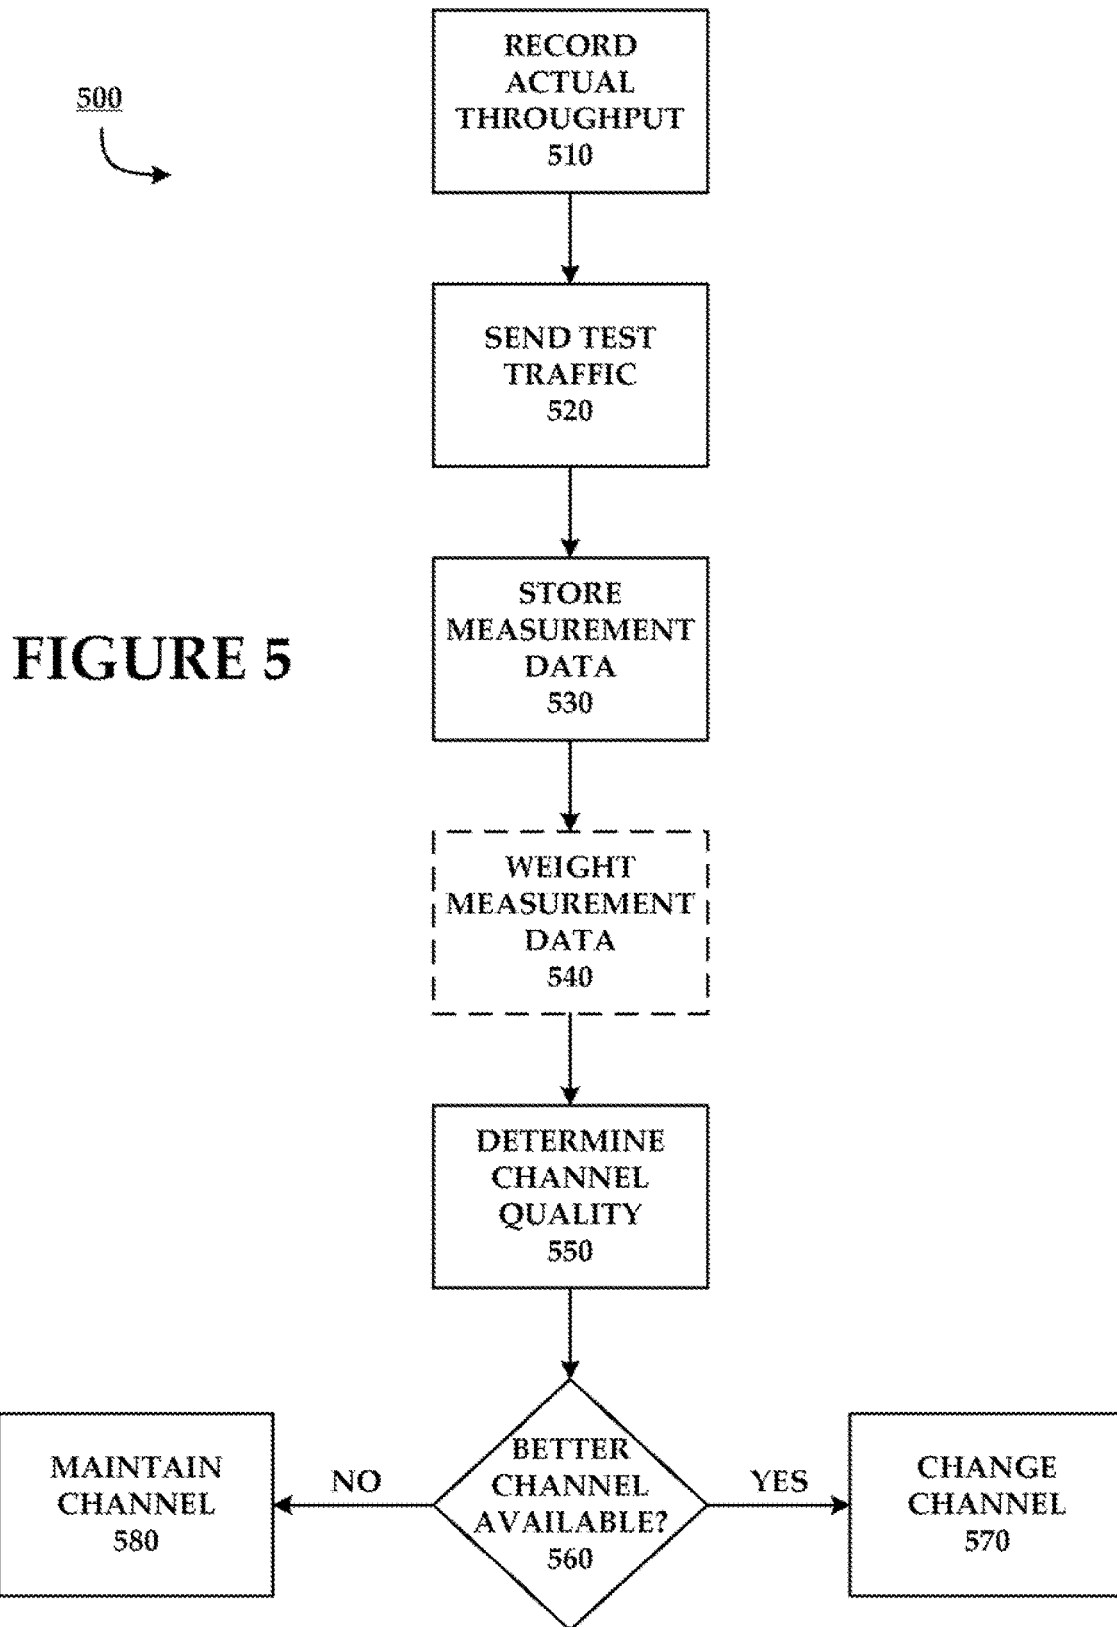 500
RECORD
ACTUAL
THROUGHPUT
510
SEND TEST
TRAFFIC
520
STORE
MEASUREMENT
DATA
530
FIGURE 5
WEIGHT
MEASUREMENT
DATA
540
DETERMINE
CHANNEL
QUALITY
550
BETTER
CHANNEL
AVAILABLE?
560
NO
MAINTAIN
CHANNEL
580
YES
CHANGE
CHANNEL
570